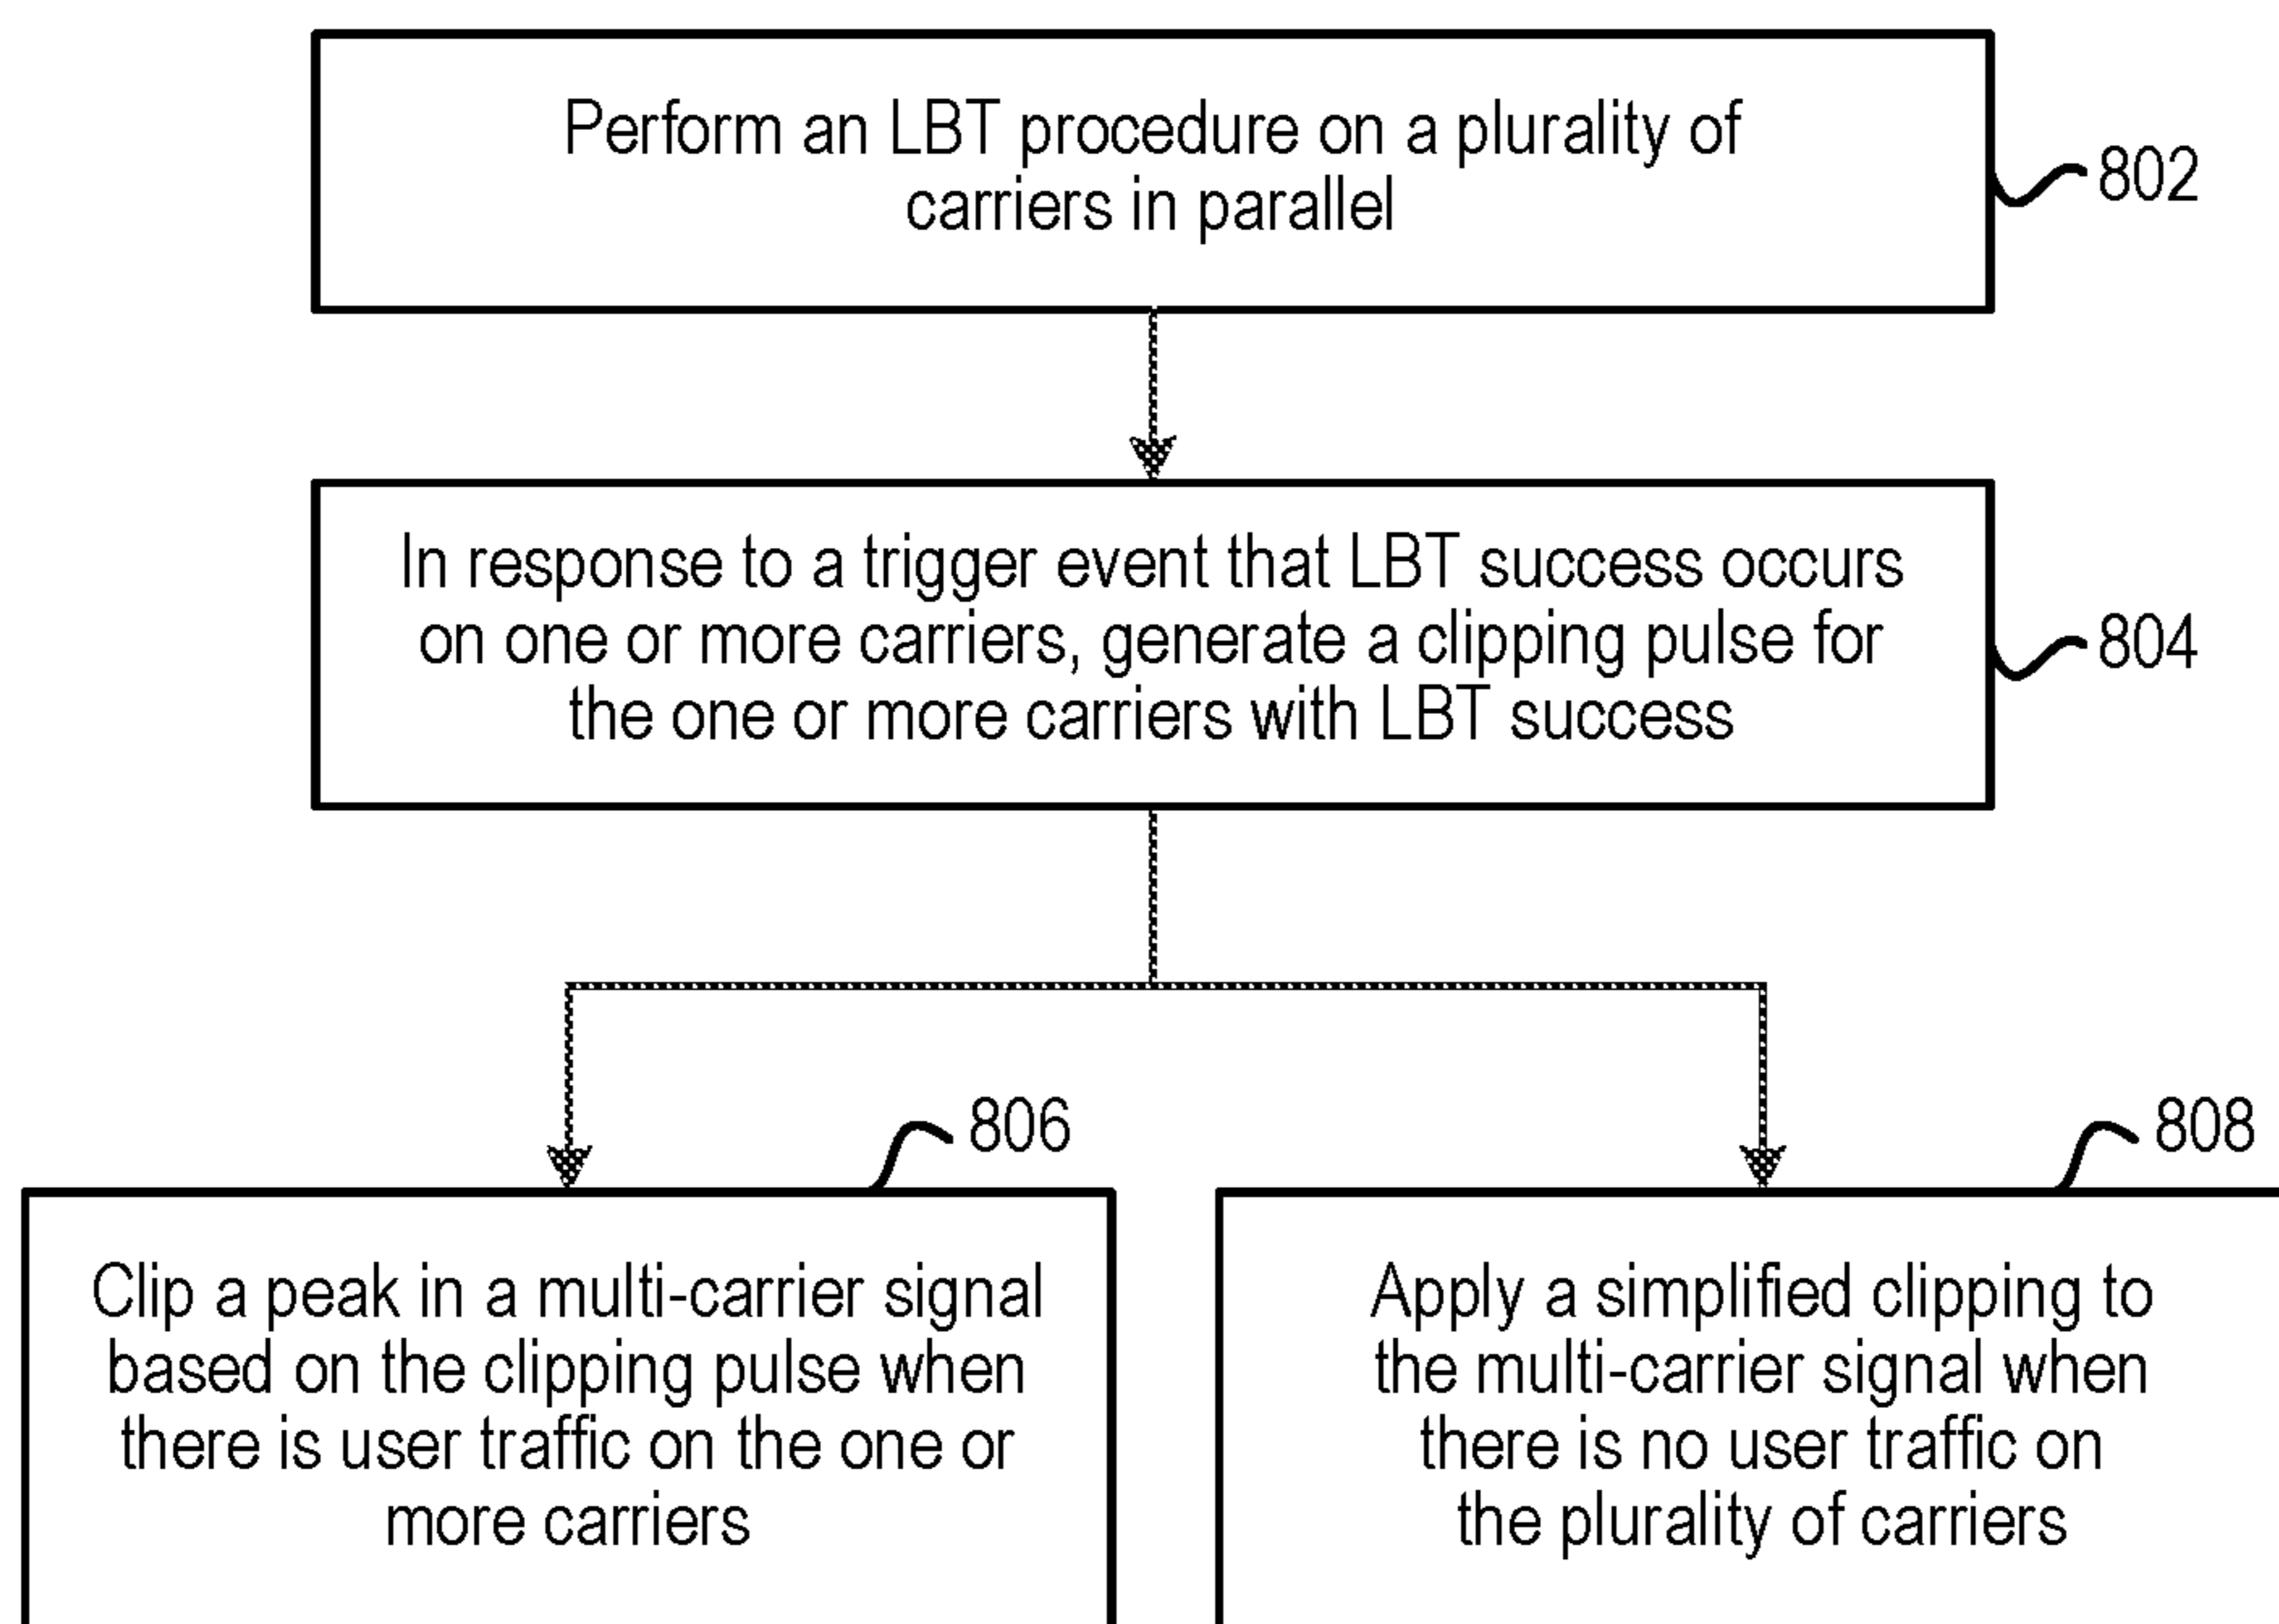 Perform an LBT procedure on a plurality of
carriers in parallel
802
In response to a trigger event that LBT success occurs
on one or more carriers, generate a clipping pulse for
the one or more carriers with LBT success
804
806
Clip a peak in a multi-carrier signal
based on the clipping pulse when
there is user traffic on the one or
more carriers
808
Apply a simplified clipping to
the multi-carrier signal when
there is no user traffic on
the plurality of carriers